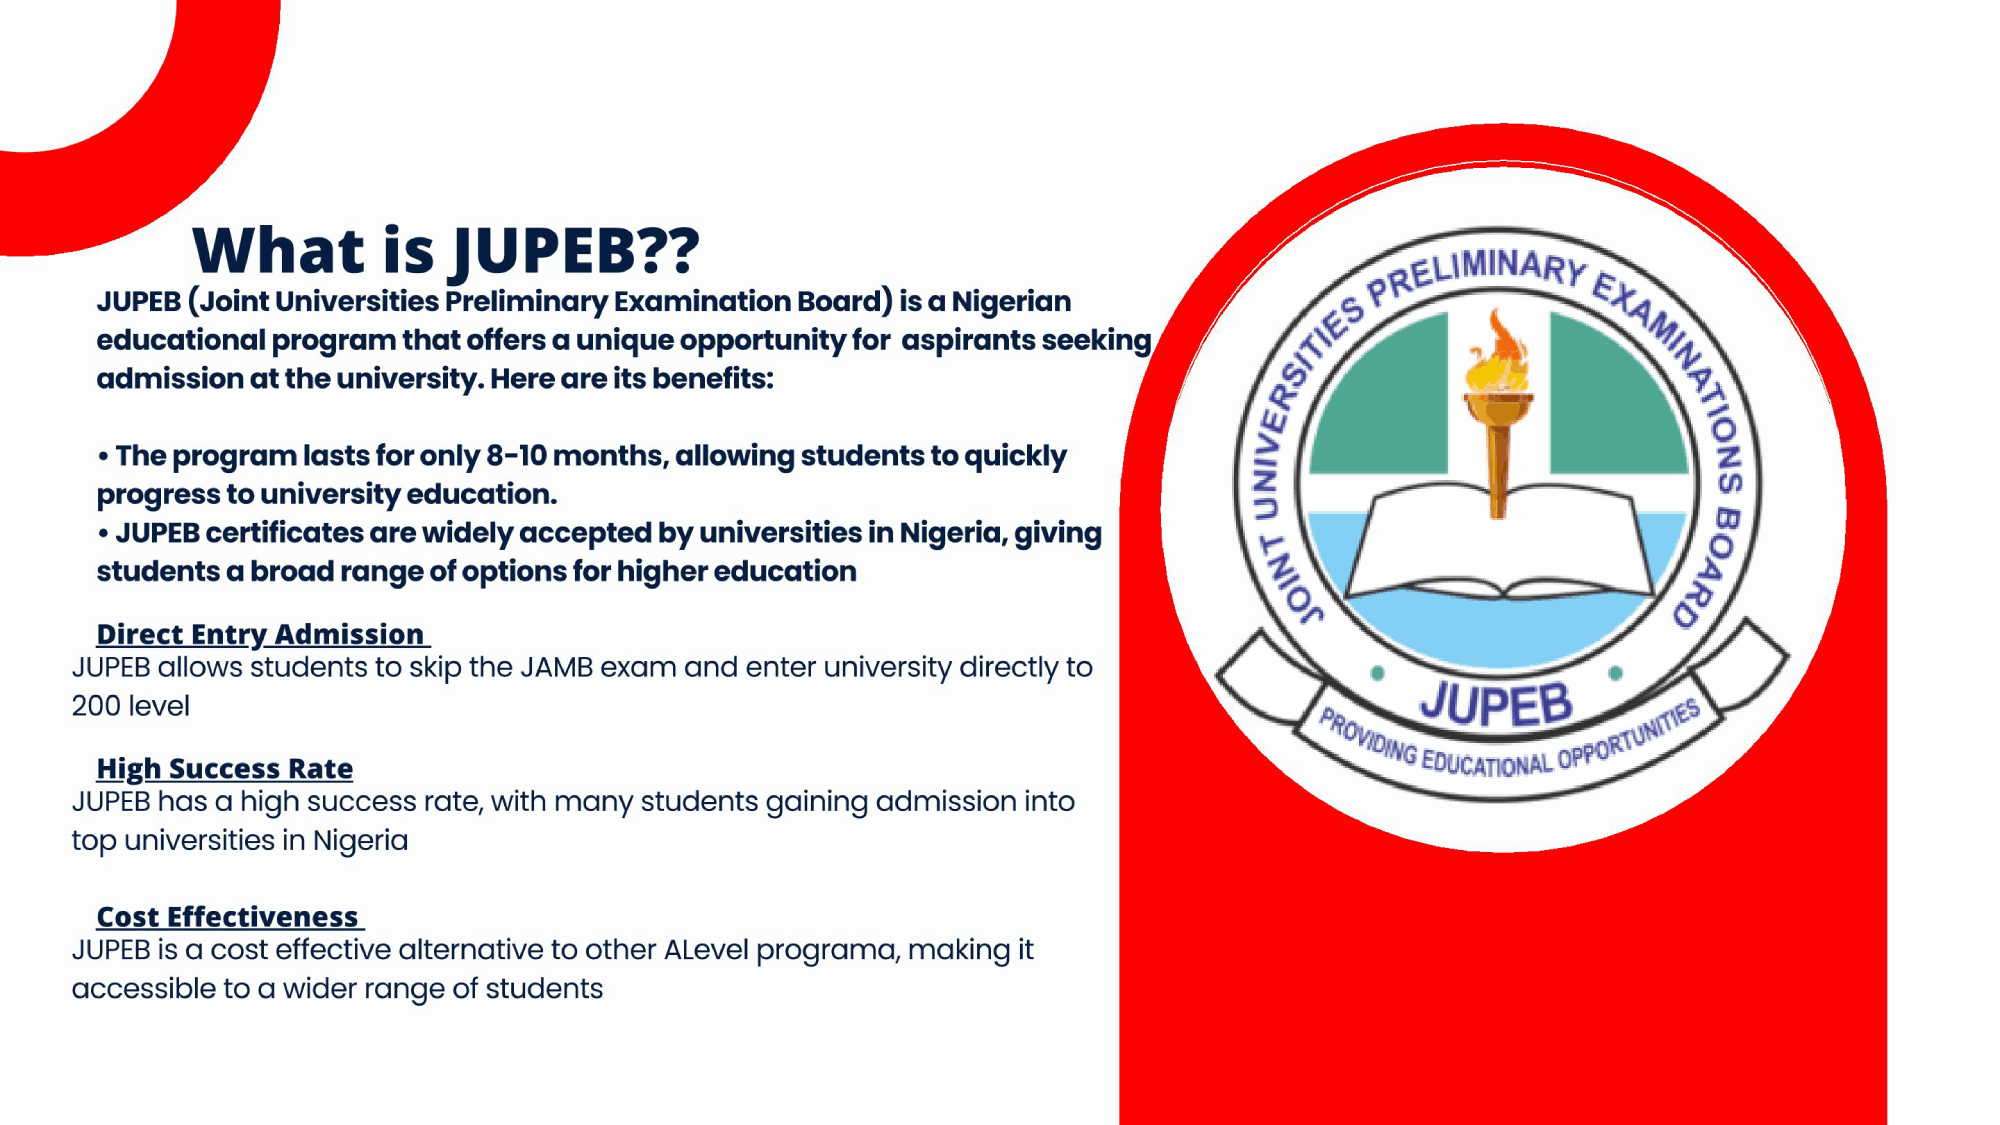 What is JUPEB??
JUPEB (Joint Universities Preliminary Examination Board) is a Nigerian
educational program that offers a unique opportunity for  aspirants seeking
admission at the university. Here are its benefits:
• The program lasts for only 8-10 months, allowing students to quickly
progress to university education.
• JUPEB certificates are widely accepted by universities in Nigeria, giving
students a broad range of options for higher education
Direct Entry Admission
JUPEB allows students to skip the JAMB exam and enter university directly to
200 level
High Success Rate
JUPEB has a high success rate, with many students gaining admission into
top universities in Nigeria
Cost Effectiveness
JUPEB is a cost effective alternative to other ALevel programa, making it
accessible to a wider range of students
JOINT UNIVERSITIES PRELIMINARY EXAMINATIONS BOARD
JUPEB
PROVIDING EDUCATIONAL OPPORTUNITIES